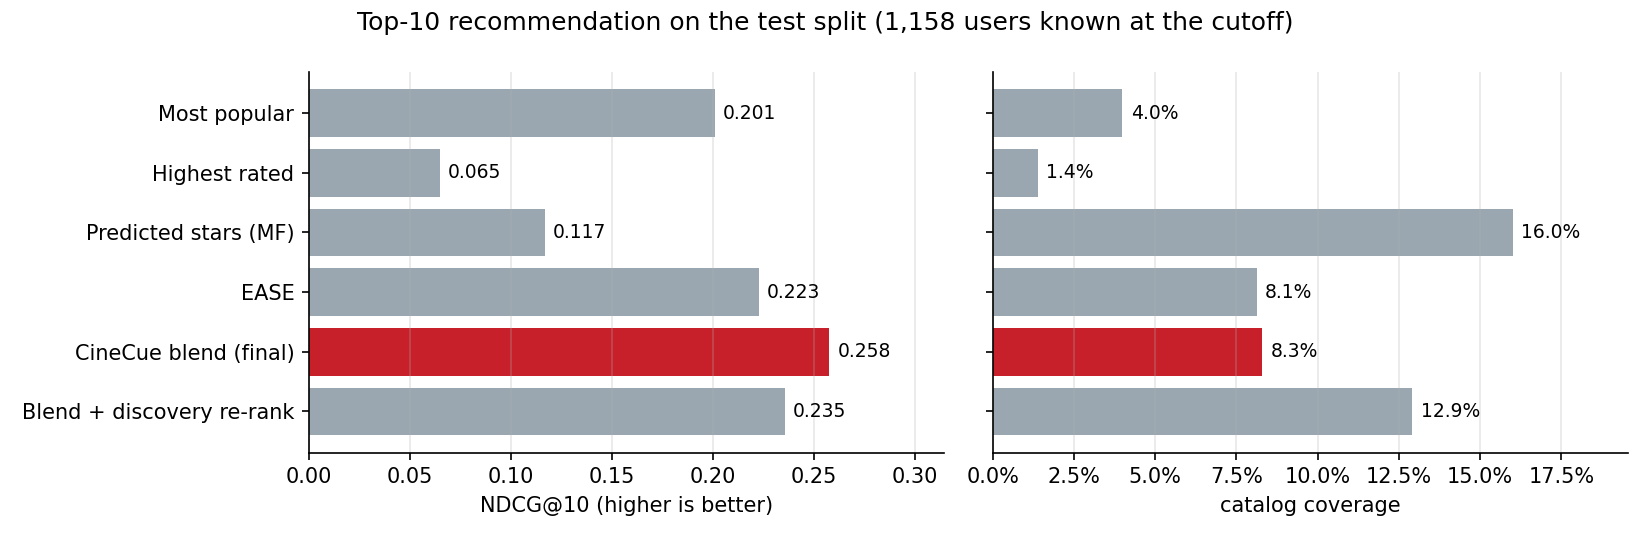 Top-10 recommendation on the test split (1,158 users known at the cutoff)
Most popular
0.201
4.0%
Highest rated
0.065
1.4%
Predicted stars (MF)
0.117
16.0%
EASE
0.223
8.1%
CineCue blend (final)
0.258
8.3%
Blend + discovery re-rank
0.235
12.9%
0.00 0.05 0.10 0.15 0.20 0.25 0.30
0.0% 2.5% 5.0% 7.5% 10.0% 12.5% 15.0% 17.5%
NDCG@10 (higher is better)
catalog coverage